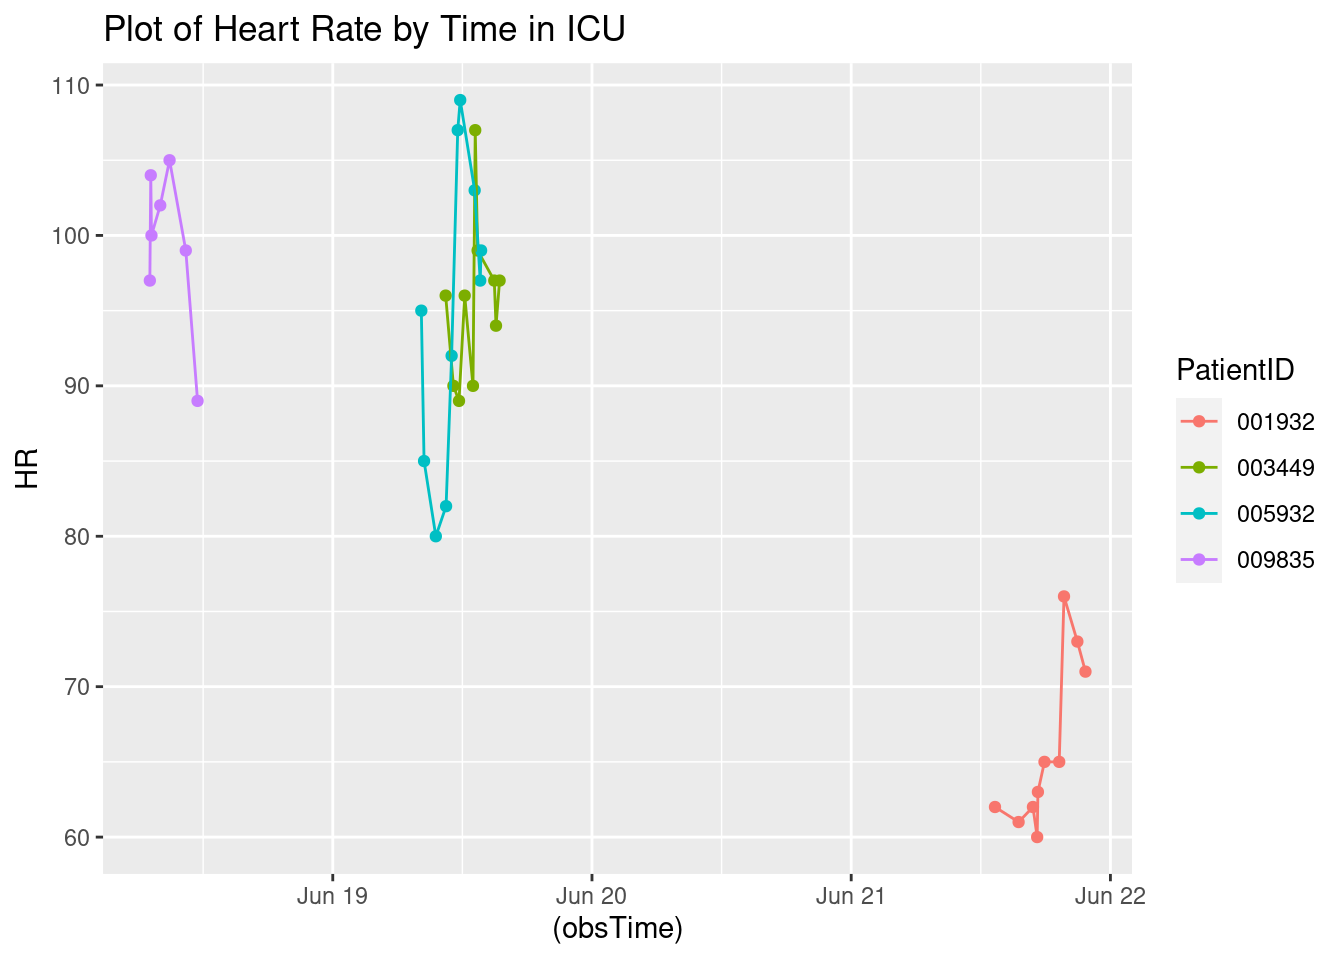 Plot of Heart Rate by Time in ICU
110
100
90
80
70
60
HR
Jun 19
Jun 20
Jun 21
Jun 22
(obsTime)
PatientID
001932
003449
005932
009835